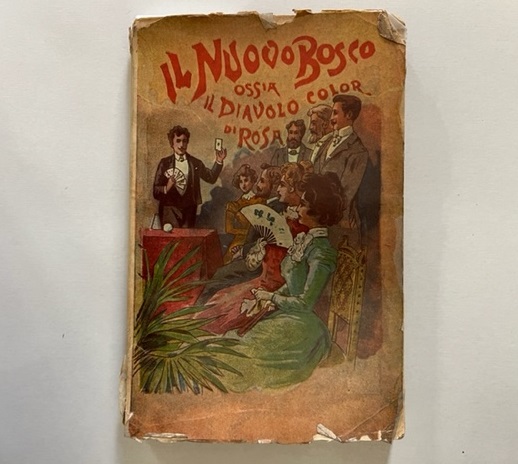 IL NUOVO BOSCO
OSSIA
IL DIAVOLO COLOR
DI ROSA